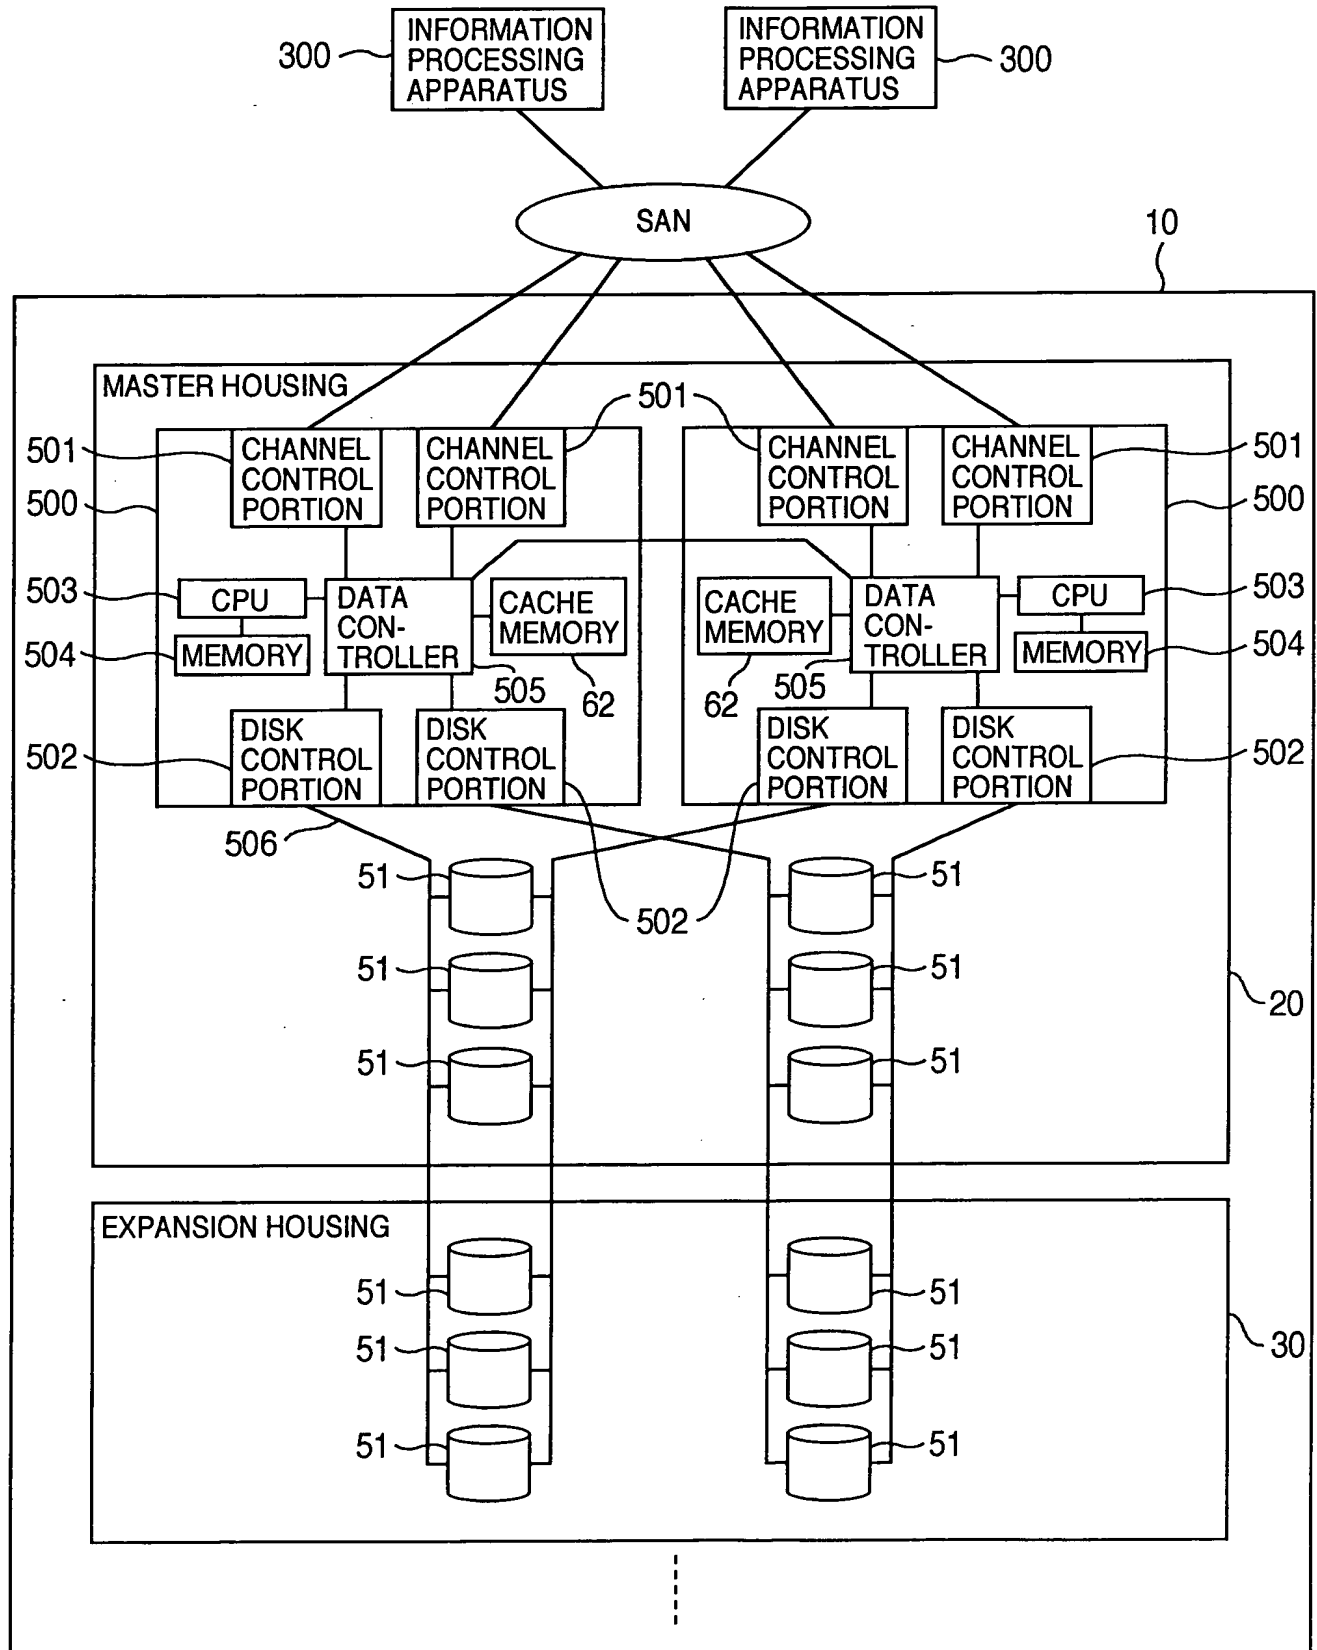 INFORMATION
PROCESSING
APPARATUS
300
INFORMATION
PROCESSING
APPARATUS
300
SAN
10
MASTER HOUSING
501
501
CHANNEL
CONTROL
PORTION
CHANNEL
CONTROL
PORTION
CHANNEL
CONTROL
PORTION
CHANNEL
CONTROL
PORTION
501
500
500
503
CPU
DATA
CON-
TROLLER
CACHE
MEMORY
CACHE
MEMORY
DATA
CON-
TROLLER
CPU
503
504
MEMORY
MEMORY
504
505
62
62
505
502
DISK
CONTROL
PORTION
DISK
CONTROL
PORTION
DISK
CONTROL
PORTION
DISK
CONTROL
PORTION
502
506
51
51
502
51
51
20
51
51
EXPANSION HOUSING
51
51
51
51
30
51
51